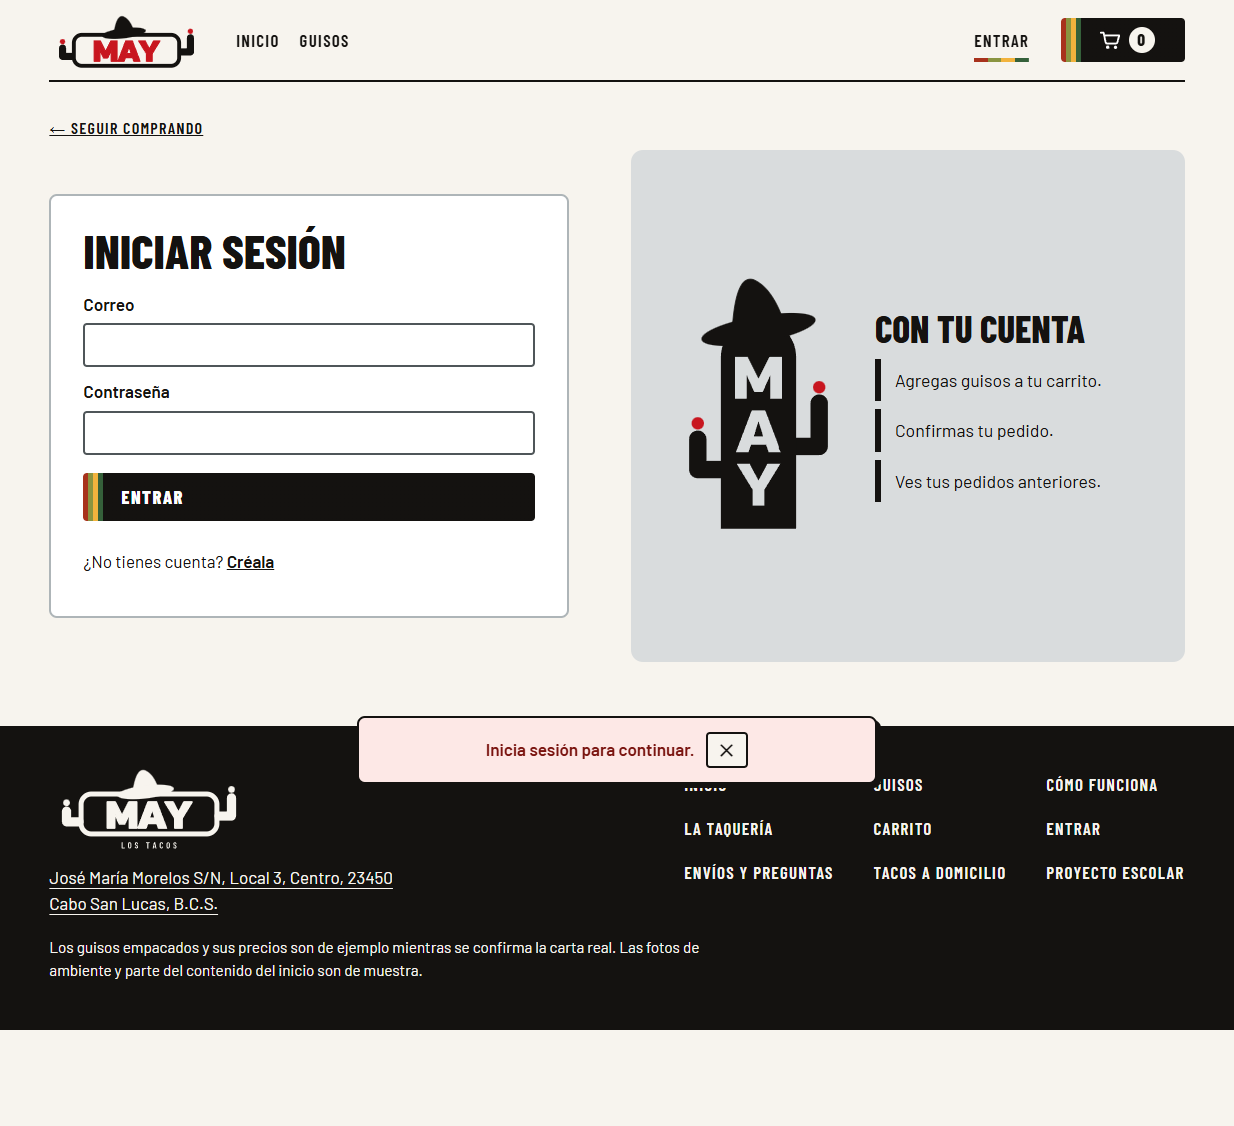 MAY
INICIO
GUISOS
ENTRAR
0
← SEGUIR COMPRANDO
INICIAR SESIÓN
Correo
Contraseña
ENTRAR
¿No tienes cuenta? Créala
MAY
CON TU CUENTA
Agregas guisos a tu carrito.
Confirmas tu pedido.
Ves tus pedidos anteriores.
Inicia sesión para continuar.
MAY
LOS TACOS
José María Morelos S/N, Local 3, Centro, 23450
Cabo San Lucas, B.C.S.
Los guisos empacados y sus precios son de ejemplo mientras se confirma la carta real. Las fotos de
ambiente y parte del contenido del inicio son de muestra.
INICIO
GUISOS
CÓMO FUNCIONA
LA TAQUERÍA
CARRITO
ENTRAR
ENVÍOS Y PREGUNTAS
TACOS A DOMICILIO
PROYECTO ESCOLAR